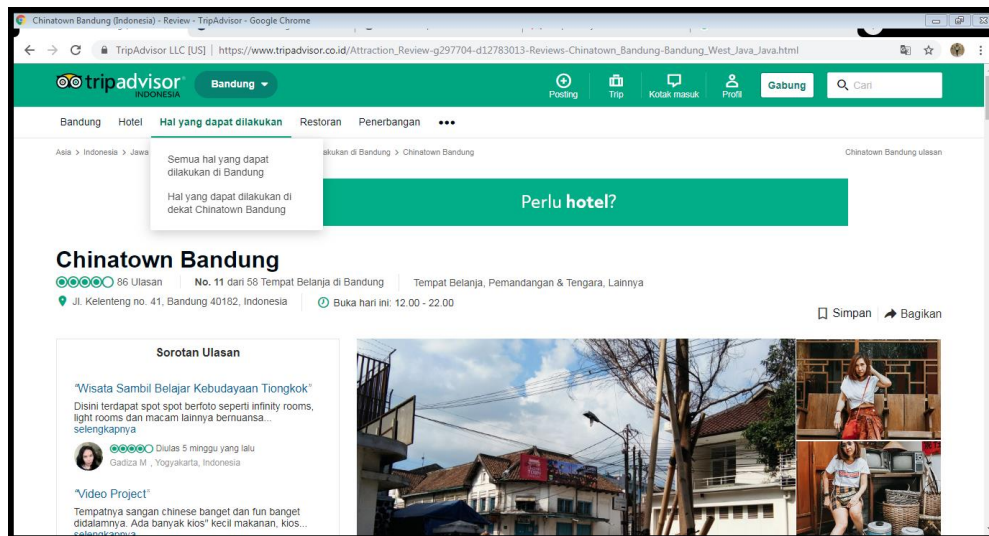 Chinatown Bandung (Indonesia) - Review - TripAdvisor - Google Chrome
TripAdvisor LLC [US] | https://www.tripadvisor.co.id/Attraction_Review-g297704-d12783013-Reviews-Chinatown_Bandung-Bandung_West_Java_Java.html
tripadvisor
INDONESIA
Bandung
Posting
Trip
Kotak masuk
Profil
Gabung
Cari
Bandung Hotel Hal yang dapat dilakukan Restoran Penerbangan •••
Asia > Indonesia > Jawa
akukan di Bandung > Chinatown Bandung
Chinatown Bandung ulasan
Semua hal yang dapat
dilakukan di Bandung
Hal yang dapat dilakukan di
dekat Chinatown Bandung
Perlu hotel?
Chinatown Bandung
86 Ulasan No. 11 dari 58 Tempat Belanja di Bandung Tempat Belanja, Pemandangan & Tengara, Lainnya
Jl. Kelenteng no. 41, Bandung 40182, Indonesia Buka hari ini: 12.00 - 22.00
Simpan Bagikan
Sorotan Ulasan
"Wisata Sambil Belajar Kebudayaan Tiongkok"
Disini terdapat spot spot berfoto seperti infinity rooms,
light rooms dan macam lainnya bernuansa...
selengkapnya
Diulas 5 minggu yang lalu
Gadiza M , Yogyakarta, Indonesia
"Video Project"
Tempatnya sangan chinese banget dan fun banget
didalamnya. Ada banyak kios" kecil makanan, kios...
selengkapnya